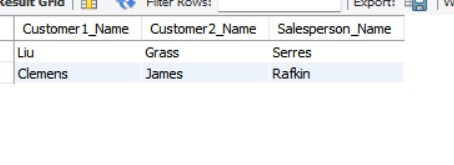 Result Grid Filter Rows: Export:
Customer1_Name Customer2_Name Salesperson_Name
Liu Grass Serres
Clemens James Rafkin